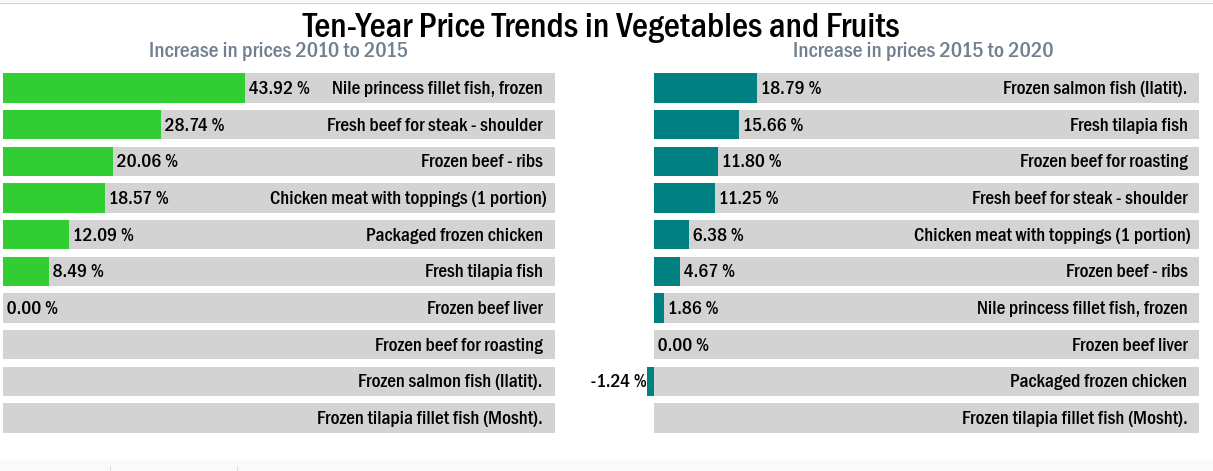 Ten-Year Price Trends in Vegetables and Fruits
Increase in prices 2010 to 2015
43.92 % Nile princess fillet fish, frozen
28.74 % Fresh beef for steak - shoulder
20.06 % Frozen beef - ribs
18.57 % Chicken meat with toppings (1 portion)
12.09 % Packaged frozen chicken
8.49 % Fresh tilapia fish
0.00 % Frozen beef liver
Frozen beef for roasting
Frozen salmon fish (Ilatit).
Frozen tilapia fillet fish (Mosht).
Increase in prices 2015 to 2020
18.79 % Frozen salmon fish (Ilatit).
15.66 % Fresh tilapia fish
11.80 % Frozen beef for roasting
11.25 % Fresh beef for steak - shoulder
6.38 % Chicken meat with toppings (1 portion)
4.67 % Frozen beef - ribs
1.86 % Nile princess fillet fish, frozen
0.00 % Frozen beef liver
-1.24 % Packaged frozen chicken
Frozen tilapia fillet fish (Mosht).